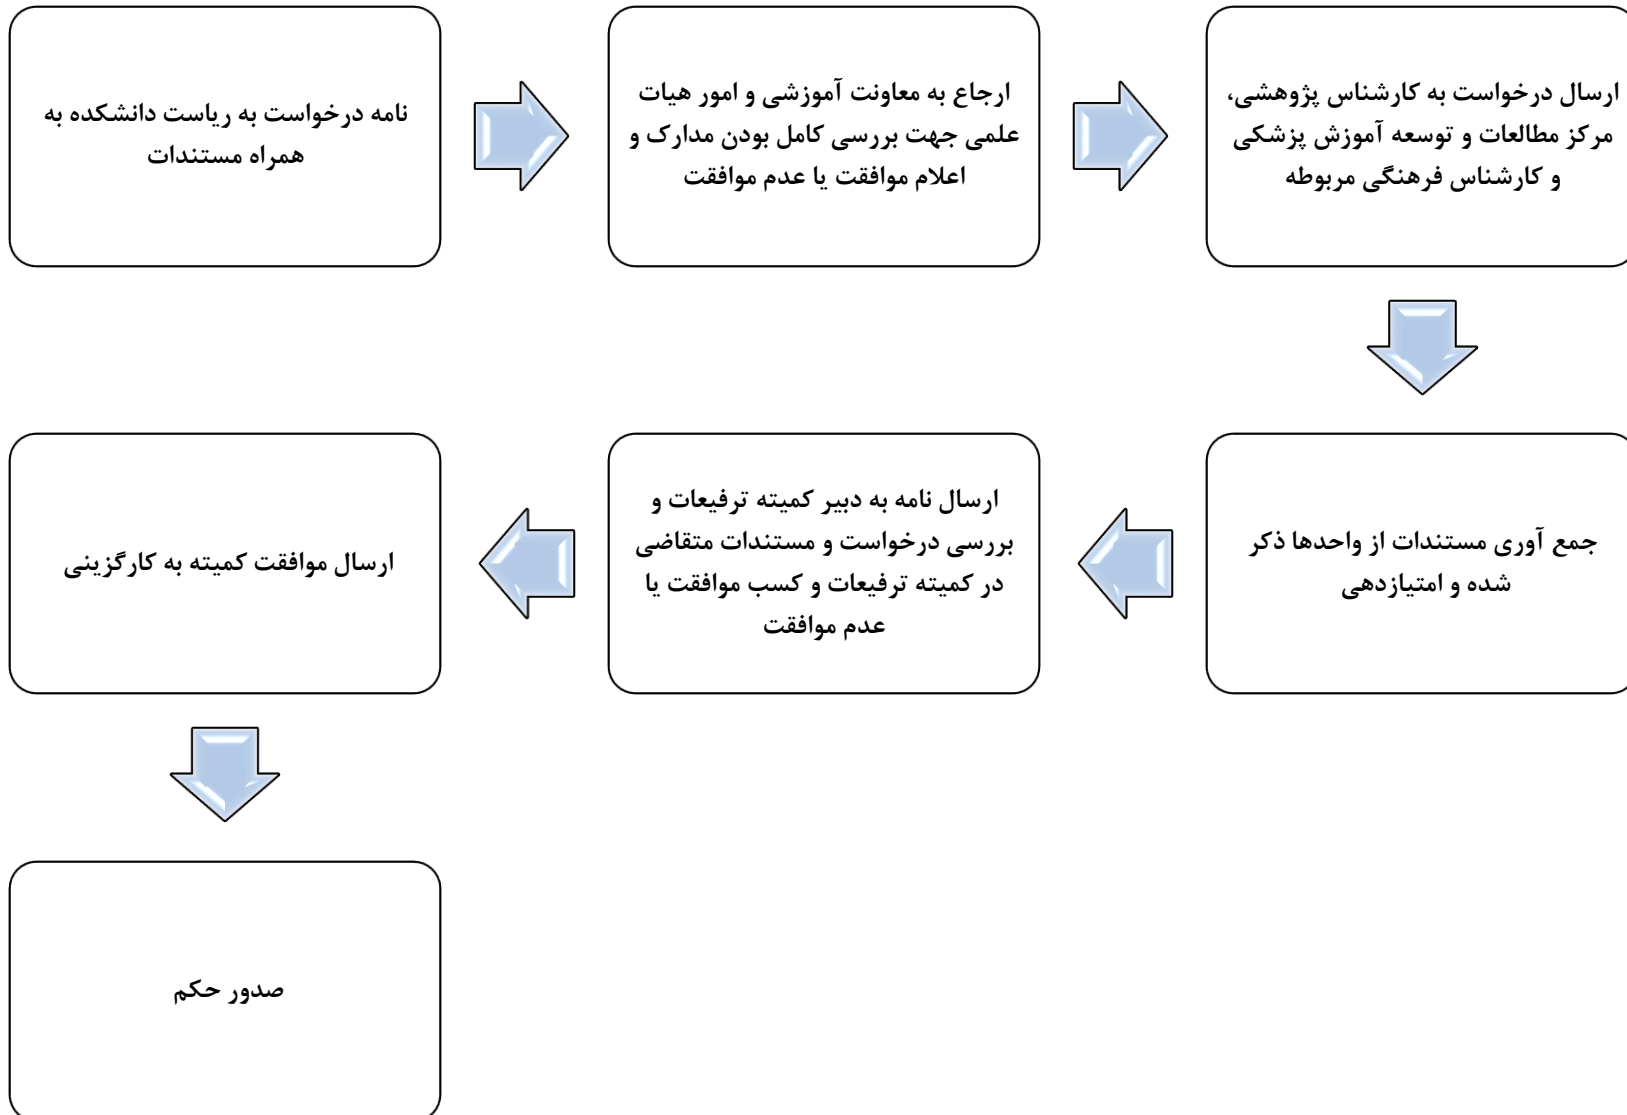 نامه درخواست به ریاست دانشکده به
همراه مستندات
ارجاع به معاونت آموزشی و امور هیات
علمی جهت بررسی کامل بودن مدارک و
اعلام موافقت یا عدم موافقت
ارسال درخواست به کارشناس پژوهشی،
مرکز مطالعات و توسعه آموزش پزشکی
و کارشناس فرهنگی مربوطه
جمع آوری مستندات از واحدها ذکر
شده و امتیازدهی
ارسال نامه به دبیر کمیته ترفیعات و
بررسی درخواست و مستندات متقاضی
در کمیته ترفیعات و کسب موافقت یا
عدم موافقت
ارسال موافقت کمیته به کارگزینی
صدور حکم